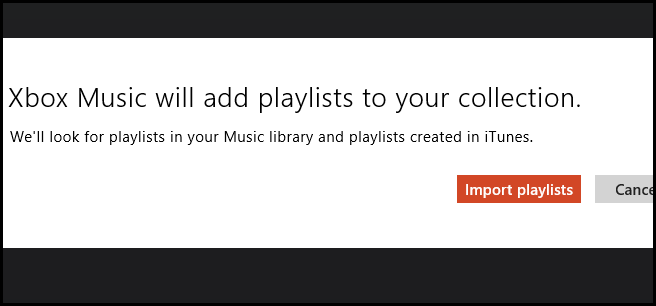 Xbox Music will add playlists to your collection.
We'll look for playlists in your Music library and playlists created in iTunes.
Import playlists
Cance